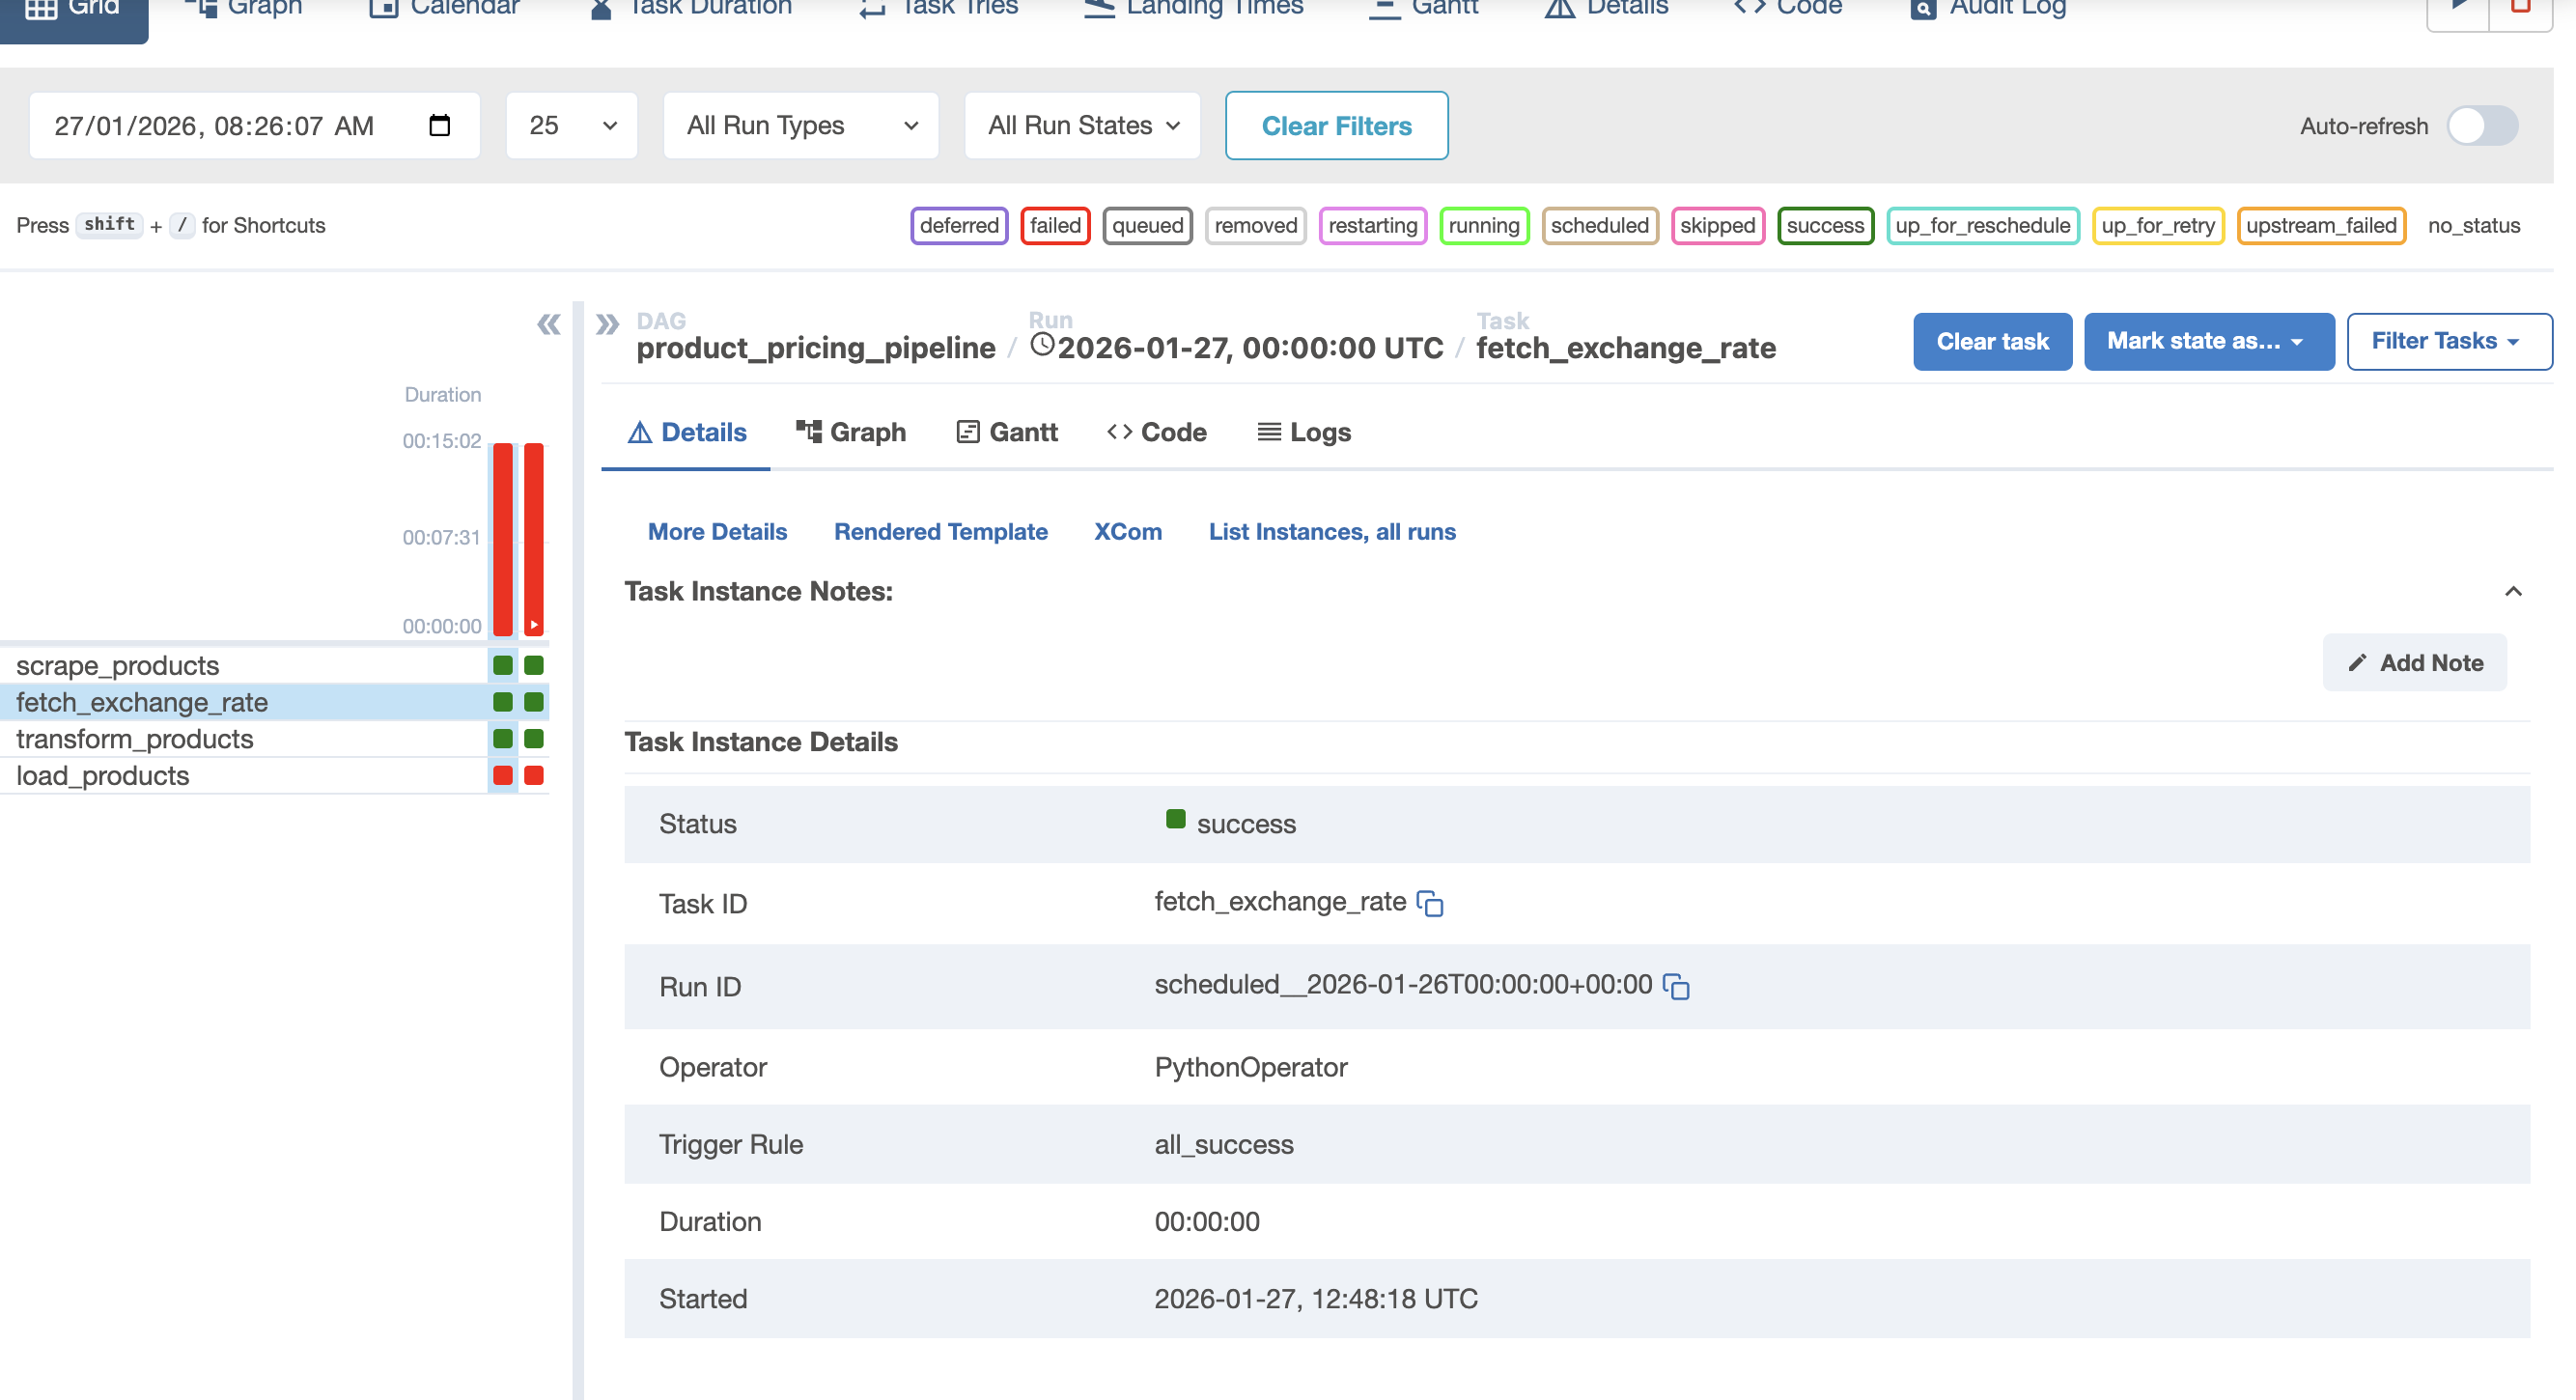 Grid Graph Calendar Task Duration Task Tries Landing Times Gantt Details Code Audit Log
27/01/2026, 08:26:07 AM 25 All Run Types All Run States Clear Filters Auto-refresh
Press shift + / for Shortcuts deferred failed queued removed restarting running scheduled skipped success up_for_reschedule up_for_retry upstream_failed no_status
DAG Run Task
product_pricing_pipeline / 2026-01-27, 00:00:00 UTC / fetch_exchange_rate Clear task Mark state as... Filter Tasks
Duration
00:15:02
00:07:31
00:00:00
scrape_products
fetch_exchange_rate
transform_products
load_products
Details Graph Gantt Code Logs
More Details Rendered Template XCom List Instances, all runs
Task Instance Notes:
Add Note
Task Instance Details
Status success
Task ID fetch_exchange_rate
Run ID scheduled__2026-01-26T00:00:00+00:00
Operator PythonOperator
Trigger Rule all_success
Duration 00:00:00
Started 2026-01-27, 12:48:18 UTC